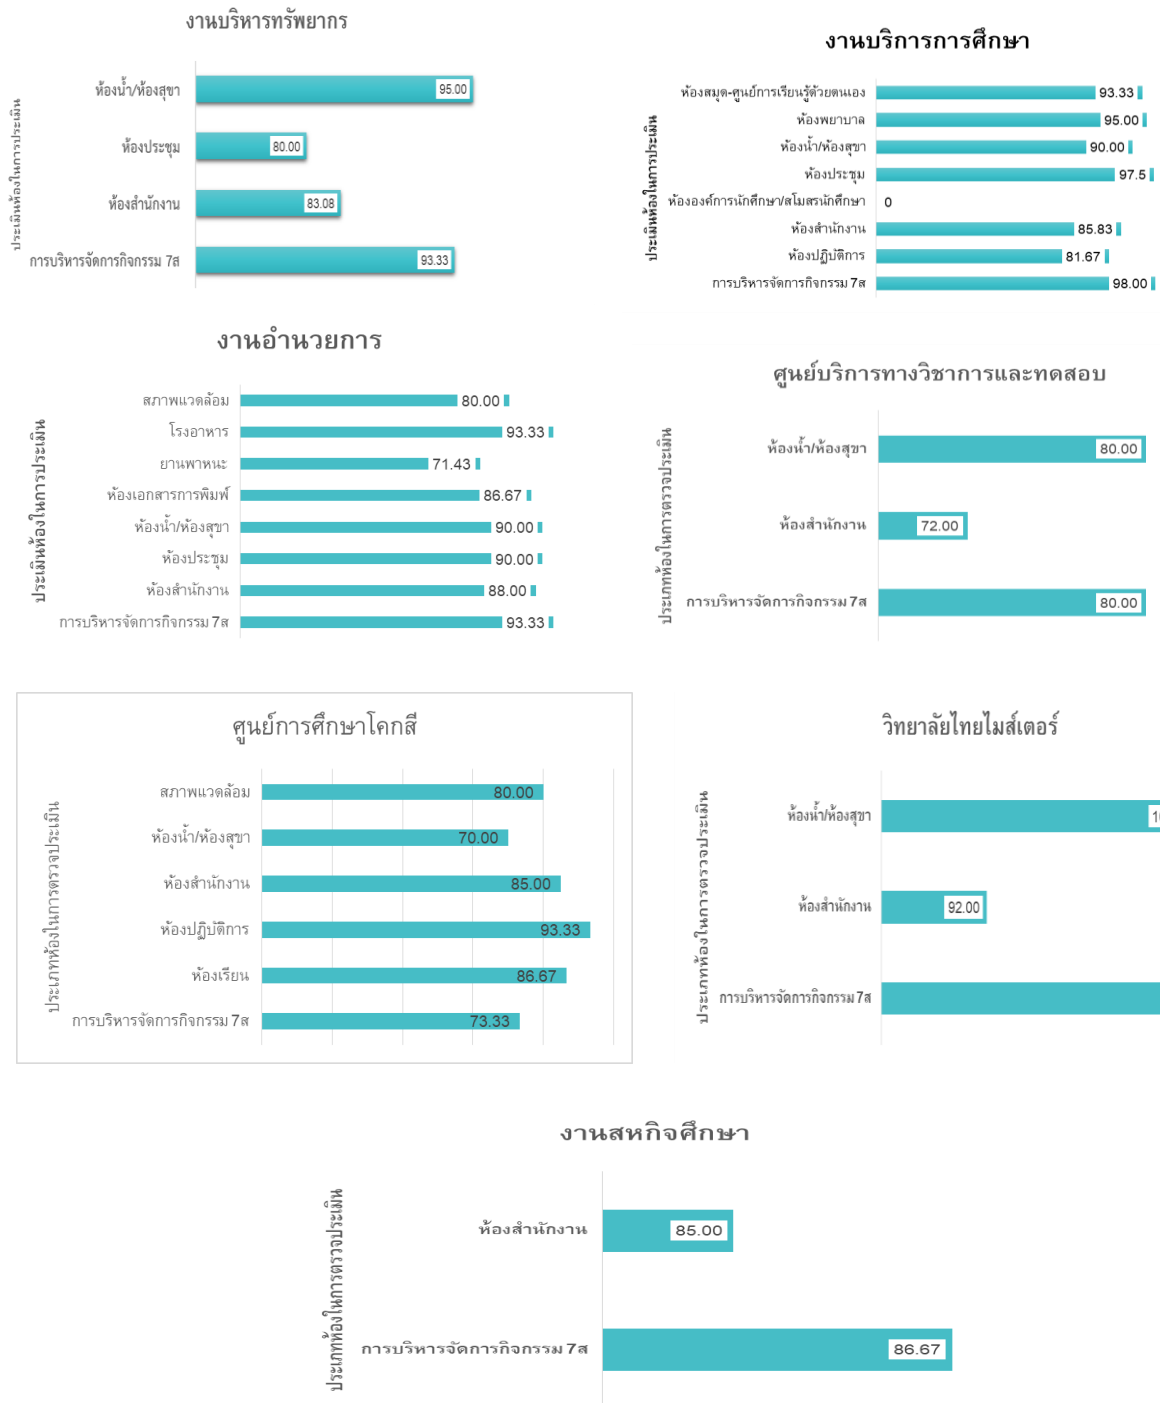 งานบริหารทรัพยากร
ประเมินห้องในการประเมิน
ห้องน้ำ/ห้องสุขา
95.00
ห้องประชุม
80.00
ห้องสำนักงาน
83.08
การบริหารจัดการกิจกรรม 7ส
93.33
งานบริการการศึกษา
ประเมินห้องในการประเมิน
ห้องสมุด-ศูนย์การเรียนรู้ด้วยตนเอง
93.33
ห้องพยาบาล
95.00
ห้องน้ำ/ห้องสุขา
90.00
ห้องประชุม
97.5
ห้ององค์การนักศึกษา/สโมสรนักศึกษา
0
ห้องสำนักงาน
85.83
ห้องปฏิบัติการ
81.67
การบริหารจัดการกิจกรรม 7ส
98.00
งานอำนวยการ
ประเมินห้องในการประเมิน
สภาพแวดล้อม
80.00
โรงอาหาร
93.33
ยานพาหนะ
71.43
ห้องเอกสารการพิมพ์
86.67
ห้องน้ำ/ห้องสุขา
90.00
ห้องประชุม
90.00
ห้องสำนักงาน
88.00
การบริหารจัดการกิจกรรม 7ส
93.33
ศูนย์บริการทางวิชาการและทดสอบ
ประเภทห้องในการตรวจประเมิน
ห้องน้ำ/ห้องสุขา
80.00
ห้องสำนักงาน
72.00
การบริหารจัดการกิจกรรม 7ส
80.00
ศูนย์การศึกษาโคกสี
ประเภทห้องในการตรวจประเมิน
สภาพแวดล้อม
80.00
ห้องน้ำ/ห้องสุขา
70.00
ห้องสำนักงาน
85.00
ห้องปฏิบัติการ
93.33
ห้องเรียน
86.67
การบริหารจัดการกิจกรรม 7ส
73.33
วิทยาลัยไทยไมส์เตอร์
ประเภทห้องในการตรวจประเมิน
ห้องน้ำ/ห้องสุขา
ห้องสำนักงาน
92.00
การบริหารจัดการกิจกรรม 7ส
งานสหกิจศึกษา
ประเภทห้องในการตรวจประเมิน
ห้องสำนักงาน
85.00
การบริหารจัดการกิจกรรม 7ส
86.67